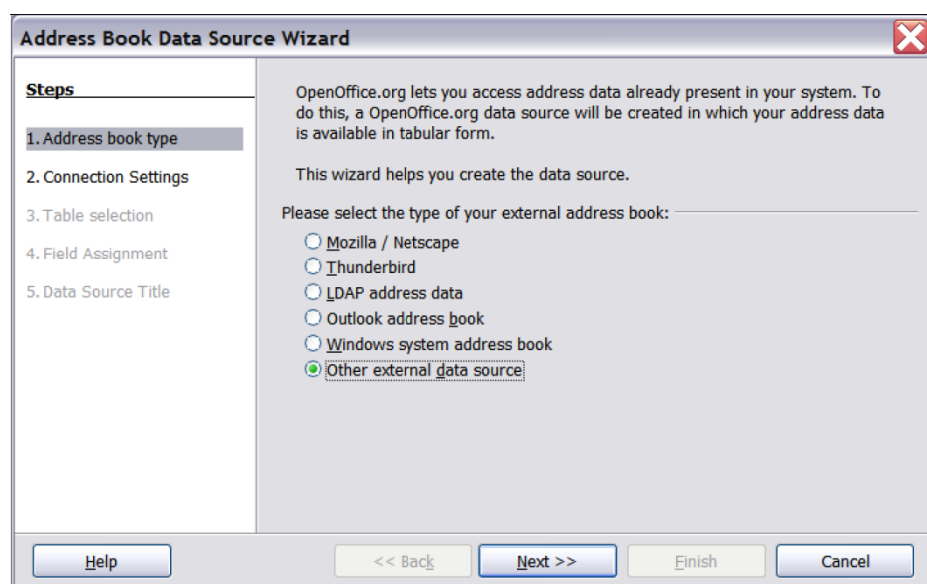 Address Book Data Source Wizard
Steps
1. Address book type
2. Connection Settings
3. Table selection
4. Field Assignment
5. Data Source Title
OpenOffice.org lets you access address data already present in your system. To
do this, a OpenOffice.org data source will be created in which your address data
is available in tabular form.
This wizard helps you create the data source.
Please select the type of your external address book:
Mozilla / Netscape
Thunderbird
LDAP address data
Outlook address book
Windows system address book
Other external data source
Help
<< Back
Next >>
Finish
Cancel